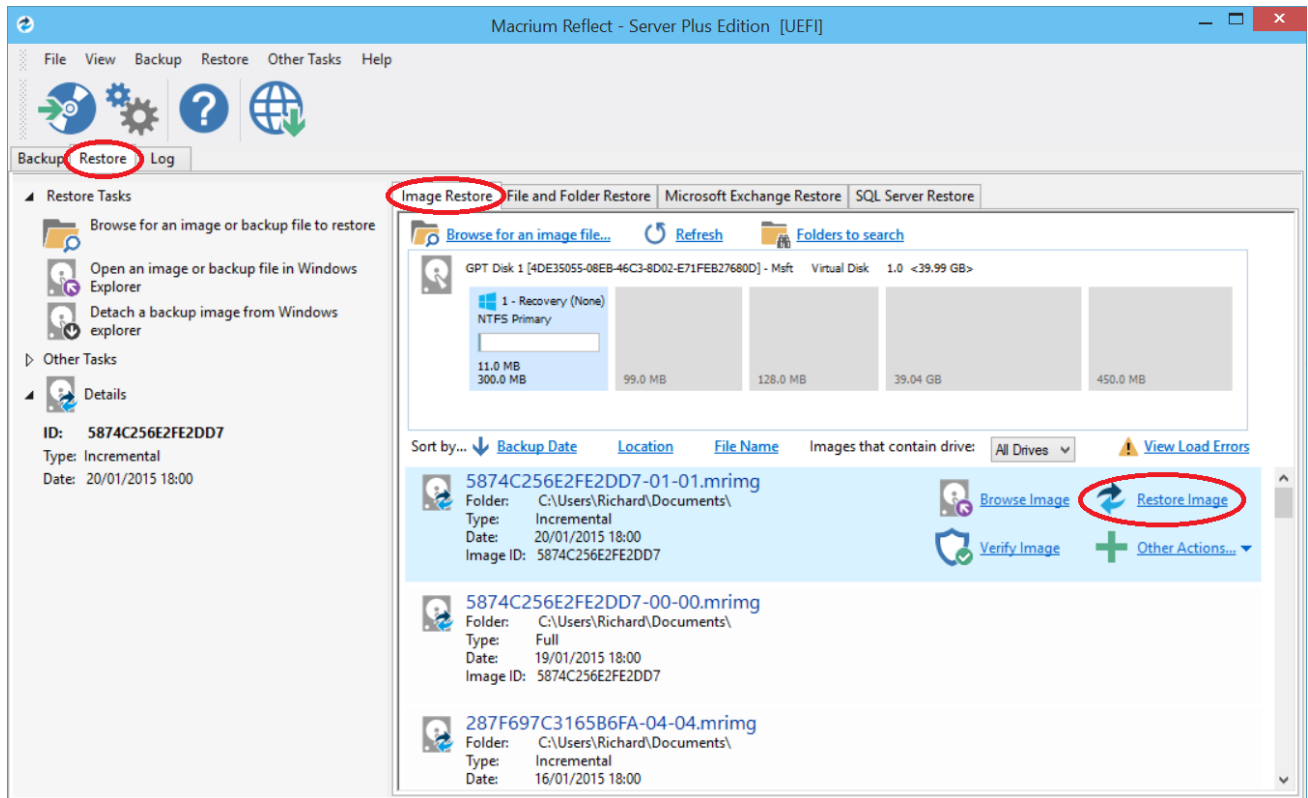 Macrium Reflect - Server Plus Edition [UEFI]
File View Backup Restore Other Tasks Help
Backup Restore Log
Restore Tasks
Browse for an image or backup file to restore
Open an image or backup file in Windows
Explorer
Detach a backup image from Windows
explorer
Other Tasks
Details
ID: 5874C256E2FE2DD7
Type: Incremental
Date: 20/01/2015 18:00
Image Restore File and Folder Restore Microsoft Exchange Restore SQL Server Restore
Browse for an image file... Refresh Folders to search
GPT Disk 1 [4DE35055-08EB-46C3-8D02-E71FEB27680D] - Msft Virtual Disk 1.0 <39.99 GB>
1 - Recovery (None)
NTFS Primary
11.0 MB
300.0 MB 99.0 MB 128.0 MB 39.04 GB 450.0 MB
Sort by... Backup Date Location File Name Images that contain drive: All Drives View Load Errors
5874C256E2FE2DD7-01-01.mrimg
Folder: C:\Users\Richard\Documents\
Type: Incremental
Date: 20/01/2015 18:00
Image ID: 5874C256E2FE2DD7
Browse Image Restore Image
Verify Image Other Actions...
5874C256E2FE2DD7-00-00.mrimg
Folder: C:\Users\Richard\Documents\
Type: Full
Date: 19/01/2015 18:00
Image ID: 5874C256E2FE2DD7
287F697C3165B6FA-04-04.mrimg
Folder: C:\Users\Richard\Documents\
Type: Incremental
Date: 16/01/2015 18:00